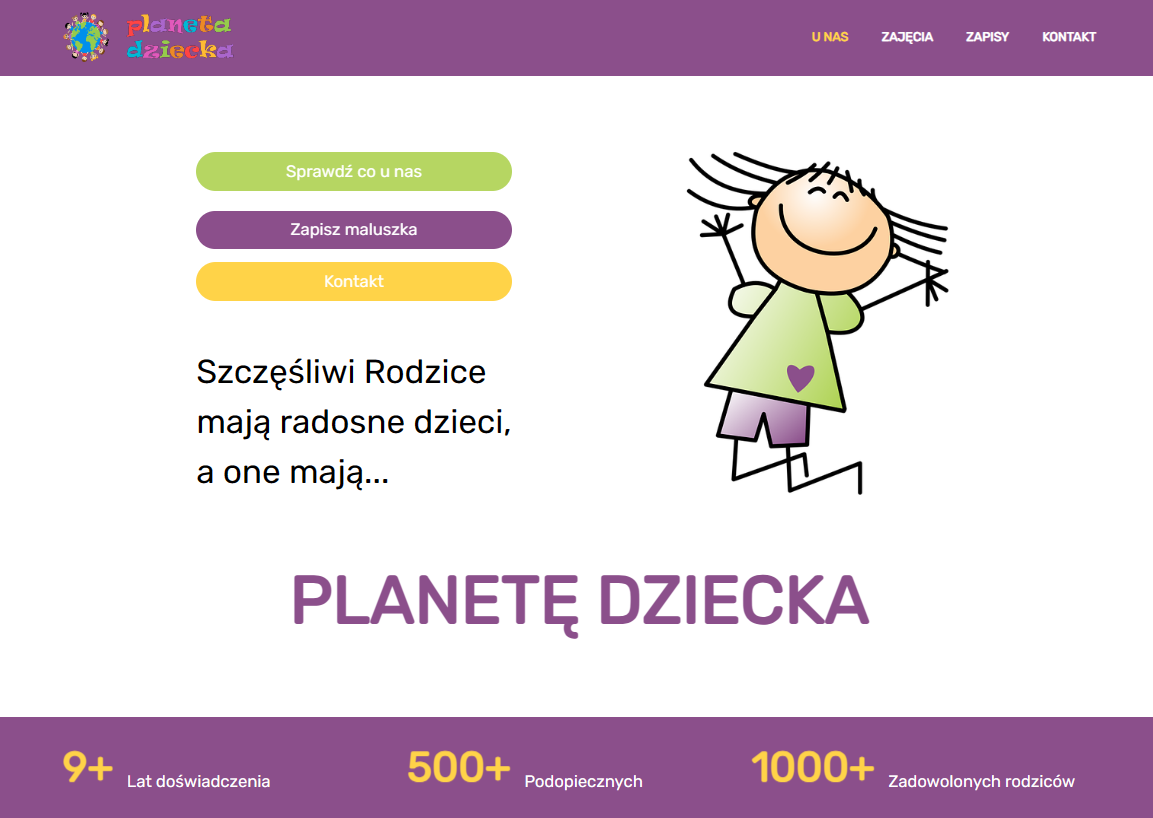 planeta
dziecka
U NAS ZAJĘCIA ZAPISY KONTAKT
Sprawdź co u nas
Zapisz maluszka
Kontakt
Szczęśliwi Rodzice
mają radosne dzieci,
a one mają...
PLANETĘ DZIECKA
9+ Lat doświadczenia
500+ Podopiecznych
1000+ Zadowolonych rodziców